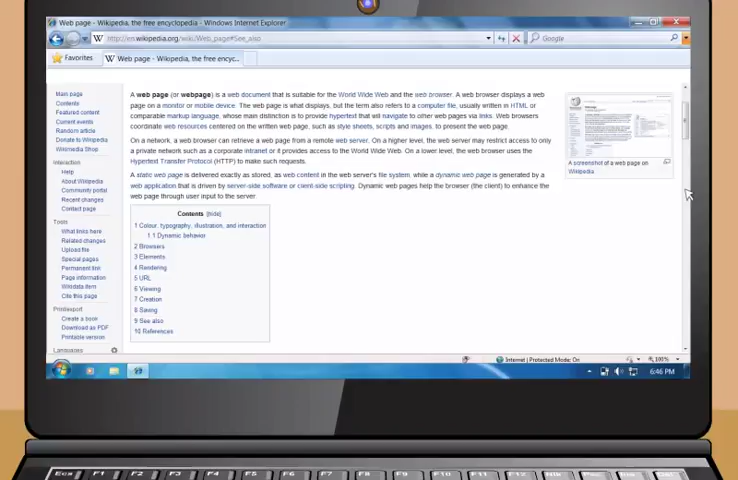 Web page - Wikipedia, the free encyclopedia - Windows Internet Explorer
http://en.wikipedia.org/wiki/Web_page#See_also
Google
Favorites
Web page - Wikipedia, the free encyc...
Main page
Contents
Featured content
Current events
Random article
Donate to Wikipedia
Wikimedia Shop
Interaction
Help
About Wikipedia
Community portal
Recent changes
Contact page
Tools
What links here
Related changes
Upload file
Special pages
Permanent link
Page information
Wikidata item
Cite this page
Print/export
Create a book
Download as PDF
Printable version
Languages
A web page (or webpage) is a web document that is suitable for the World Wide Web and the web browser. A web browser displays a web
page on a monitor or mobile device. The web page is what displays, but the term also refers to a computer file, usually written in HTML or
comparable markup language, whose main distinction is to provide hypertext that will navigate to other web pages via links. Web browsers
coordinate web resources centered on the written web page, such as style sheets, scripts and images, to present the web page.
On a network, a web browser can retrieve a web page from a remote web server. On a higher level, the web server may restrict access to only
a private network such as a corporate intranet or it provides access to the World Wide Web. On a lower level, the web browser uses the
Hypertext Transfer Protocol (HTTP) to make such requests.
A static web page is delivered exactly as stored, as web content in the web server's file system, while a dynamic web page is generated by a
web application that is driven by server-side software or client-side scripting. Dynamic web pages help the browser (the client) to enhance the
web page through user input to the server
A screenshot of a web page on
Wikipedia
Contents [hide]
1 Colour, typography, illustration, and interaction
1.1 Dynamic behavior
2 Browsers
3 Elements
4 Rendering
5 URL
6 Viewing
7 Creation
8 Saving
9 See also
10 References
Internet | Protected Mode: On
100%
6:46 PM
Esc F1 F2 F3 F4 F5 F6 F7 F8 F9 F10 F11 F12